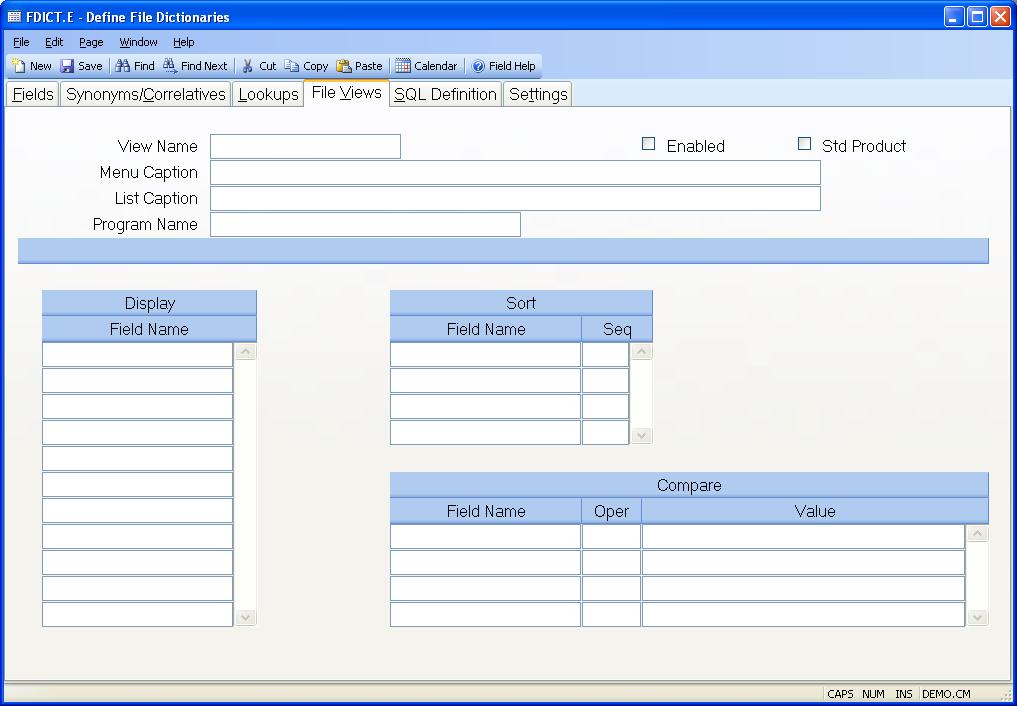 FDICT.E - Define File Dictionaries
File Edit Page Window Help
New Save Find Find Next Cut Copy Paste Calendar Field Help
Fields Synonyms/Correlatives Lookups File Views SQL Definition Settings
View Name Enabled Std Product
Menu Caption
List Caption
Program Name
Display Sort
Field Name Field Name Seq
Compare
Field Name Oper Value
CAPS NUM INS DEMO.CM